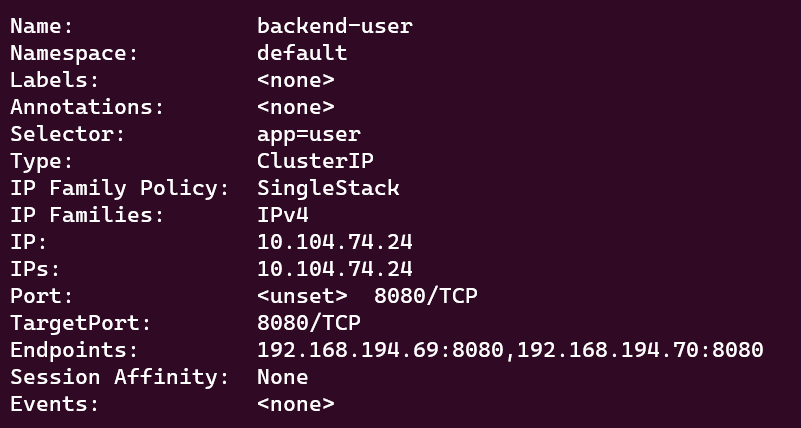 Name:              backend-user
Namespace:         default
Labels:            <none>
Annotations:       <none>
Selector:          app=user
Type:              ClusterIP
IP Family Policy:  SingleStack
IP Families:       IPv4
IP:                10.104.74.24
IPs:               10.104.74.24
Port:              <unset>  8080/TCP
TargetPort:        8080/TCP
Endpoints:         192.168.194.69:8080,192.168.194.70:8080
Session Affinity:  None
Events:            <none>